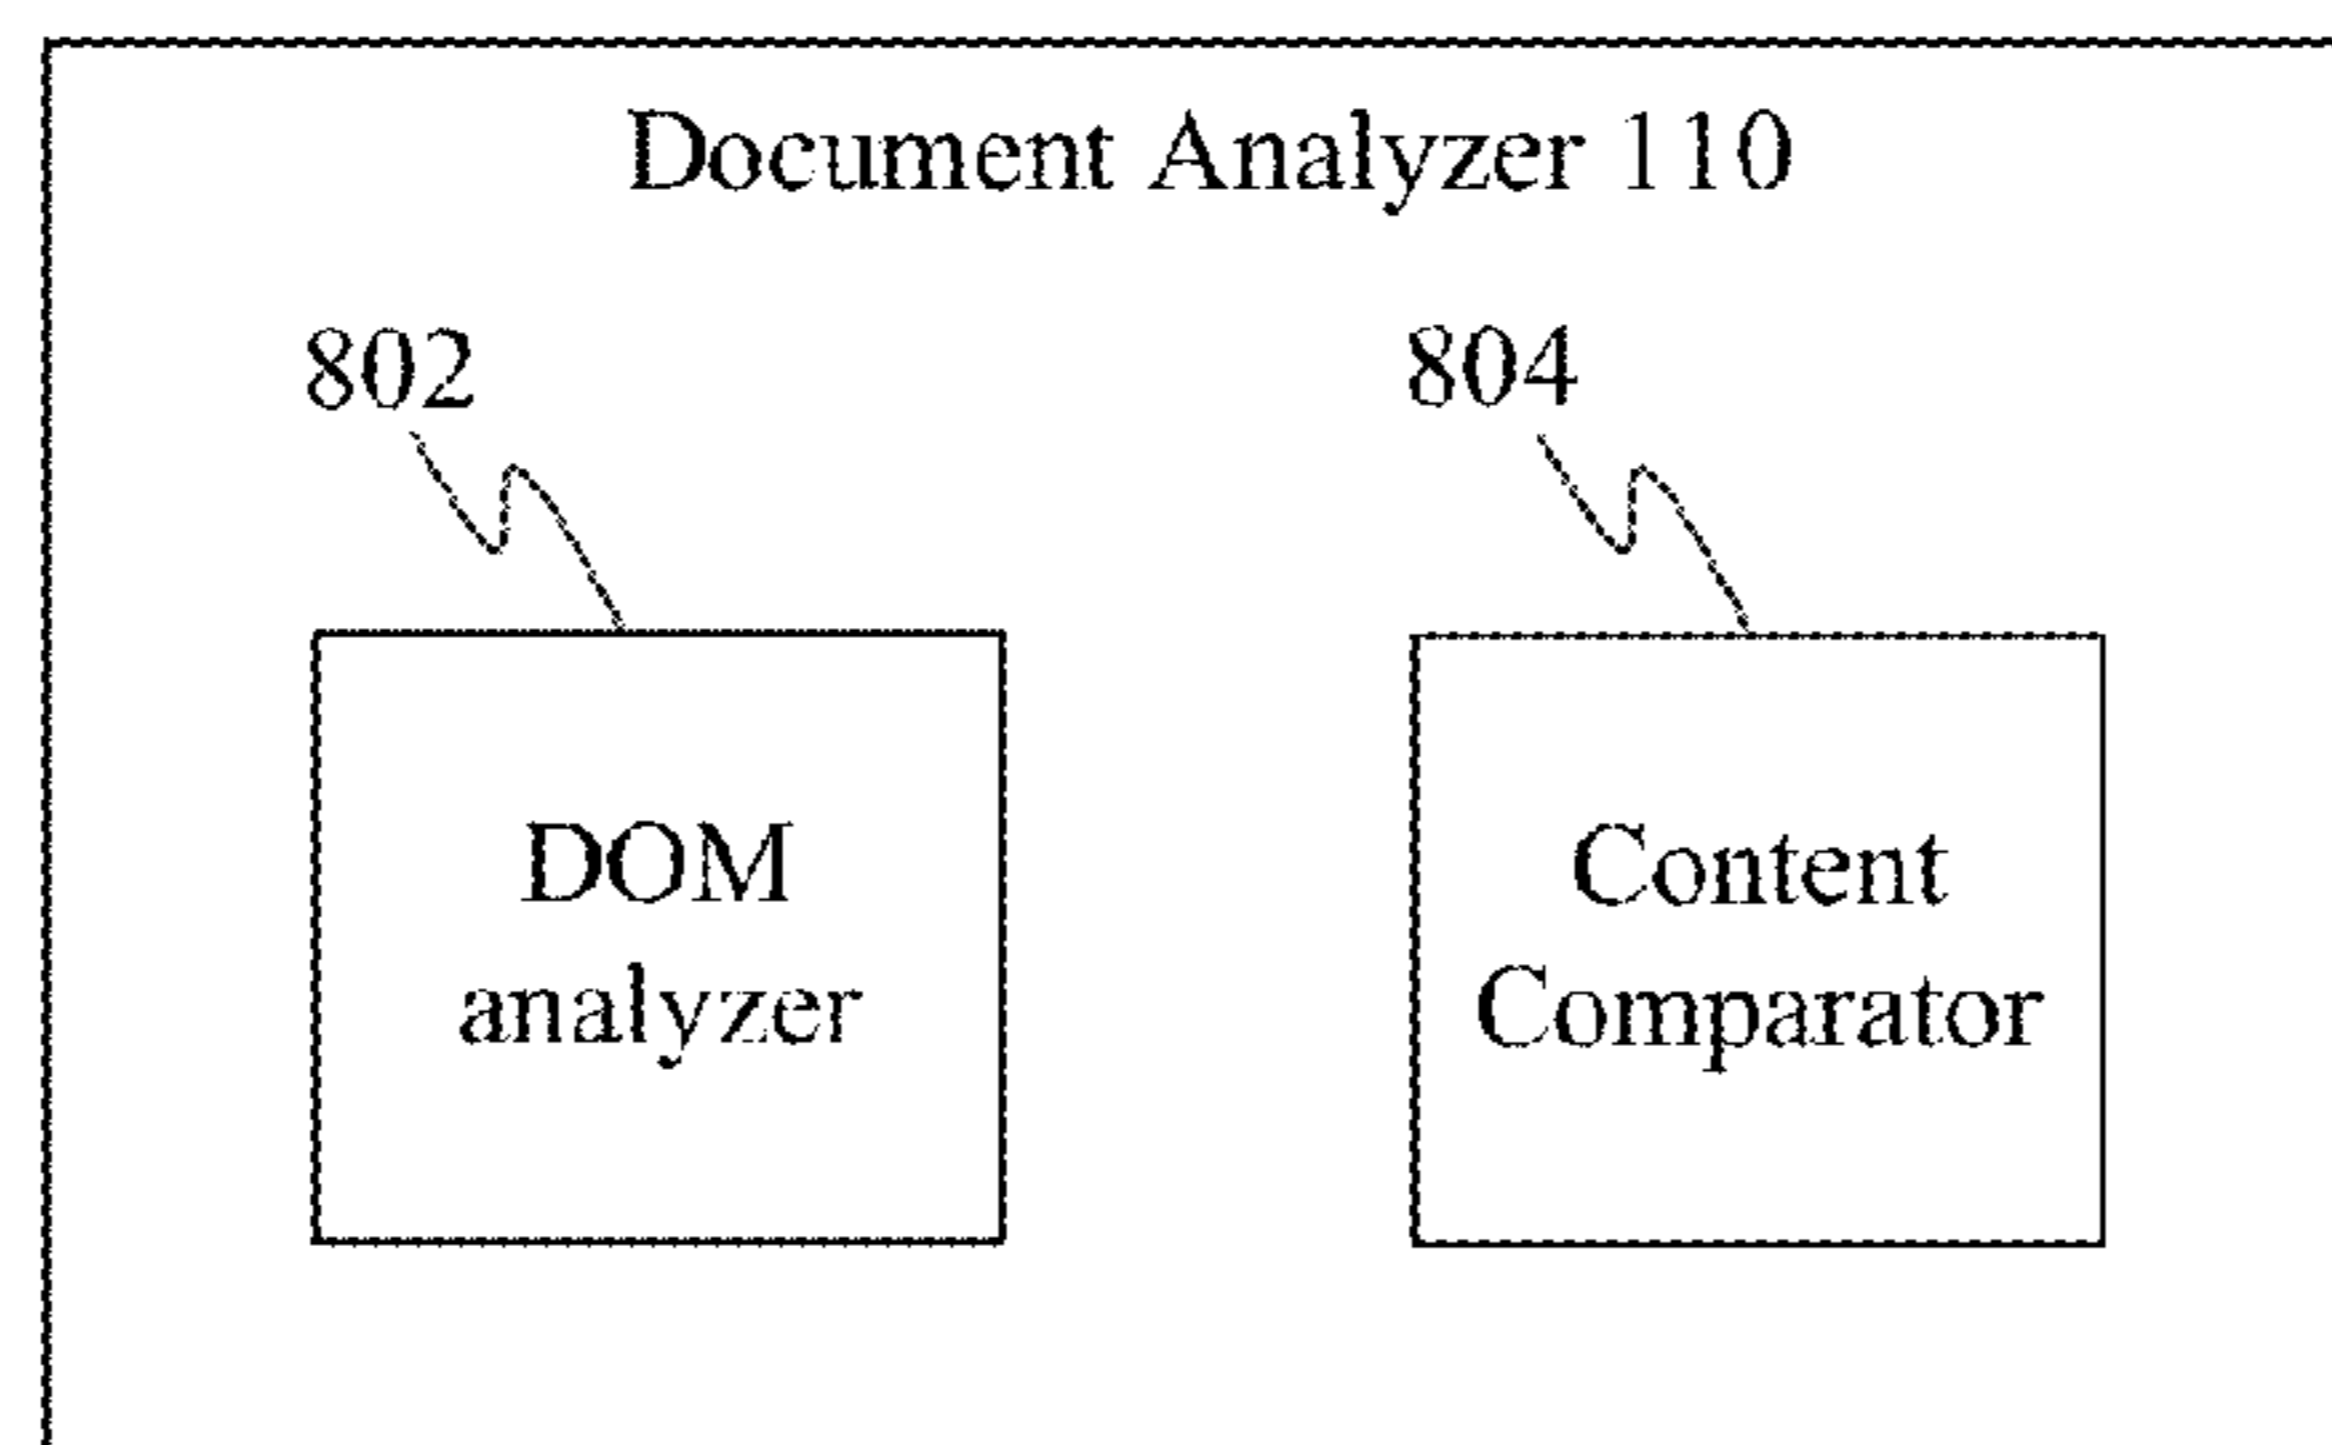 Document Analyzer 110
802
804
DOM
analyzer
Content
Comparator